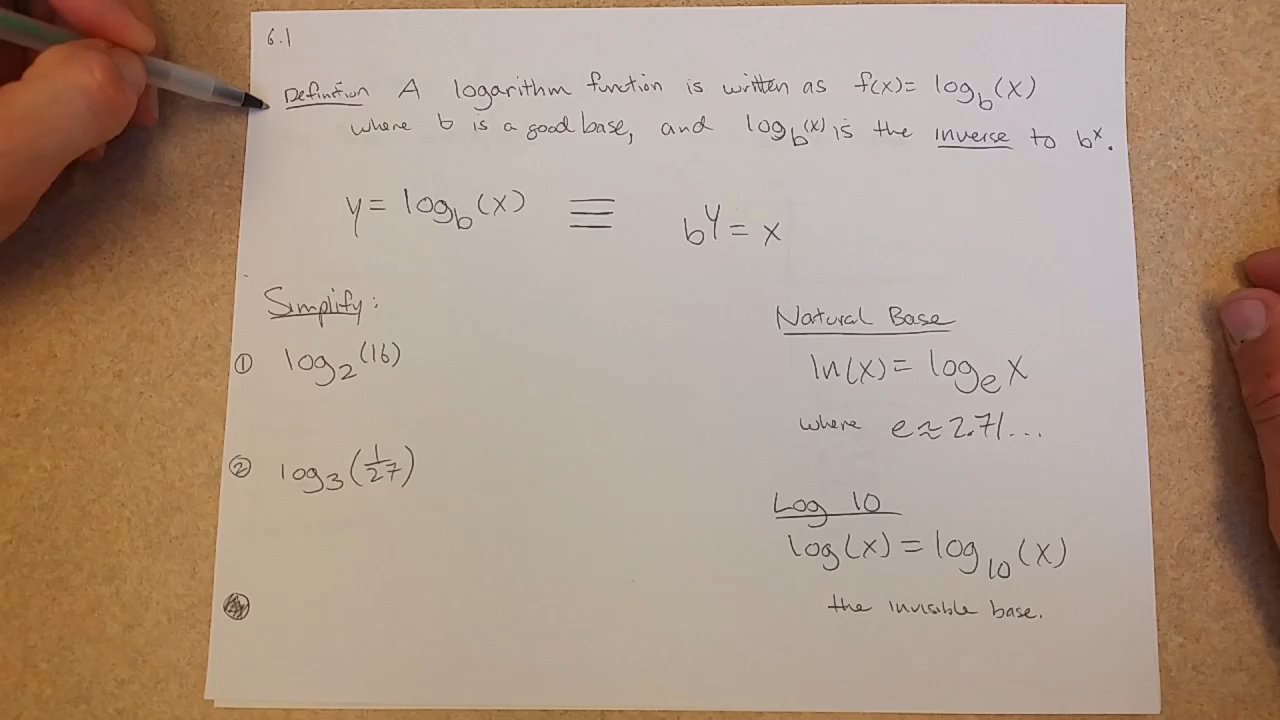 6.1
Definition A logarithm function is written as f(x)= log_b(x)
where b is a good base, and log_b(x) is the inverse to b^x.
y = log_b(x) ≡ b^y = x
Simplify:
① log_2(16)
② log_3(1/27)
Natural Base
ln(x) = log_e x
where e ≈ 2.71...
Log 10
log(x) = log_10(x)
the invisible base.